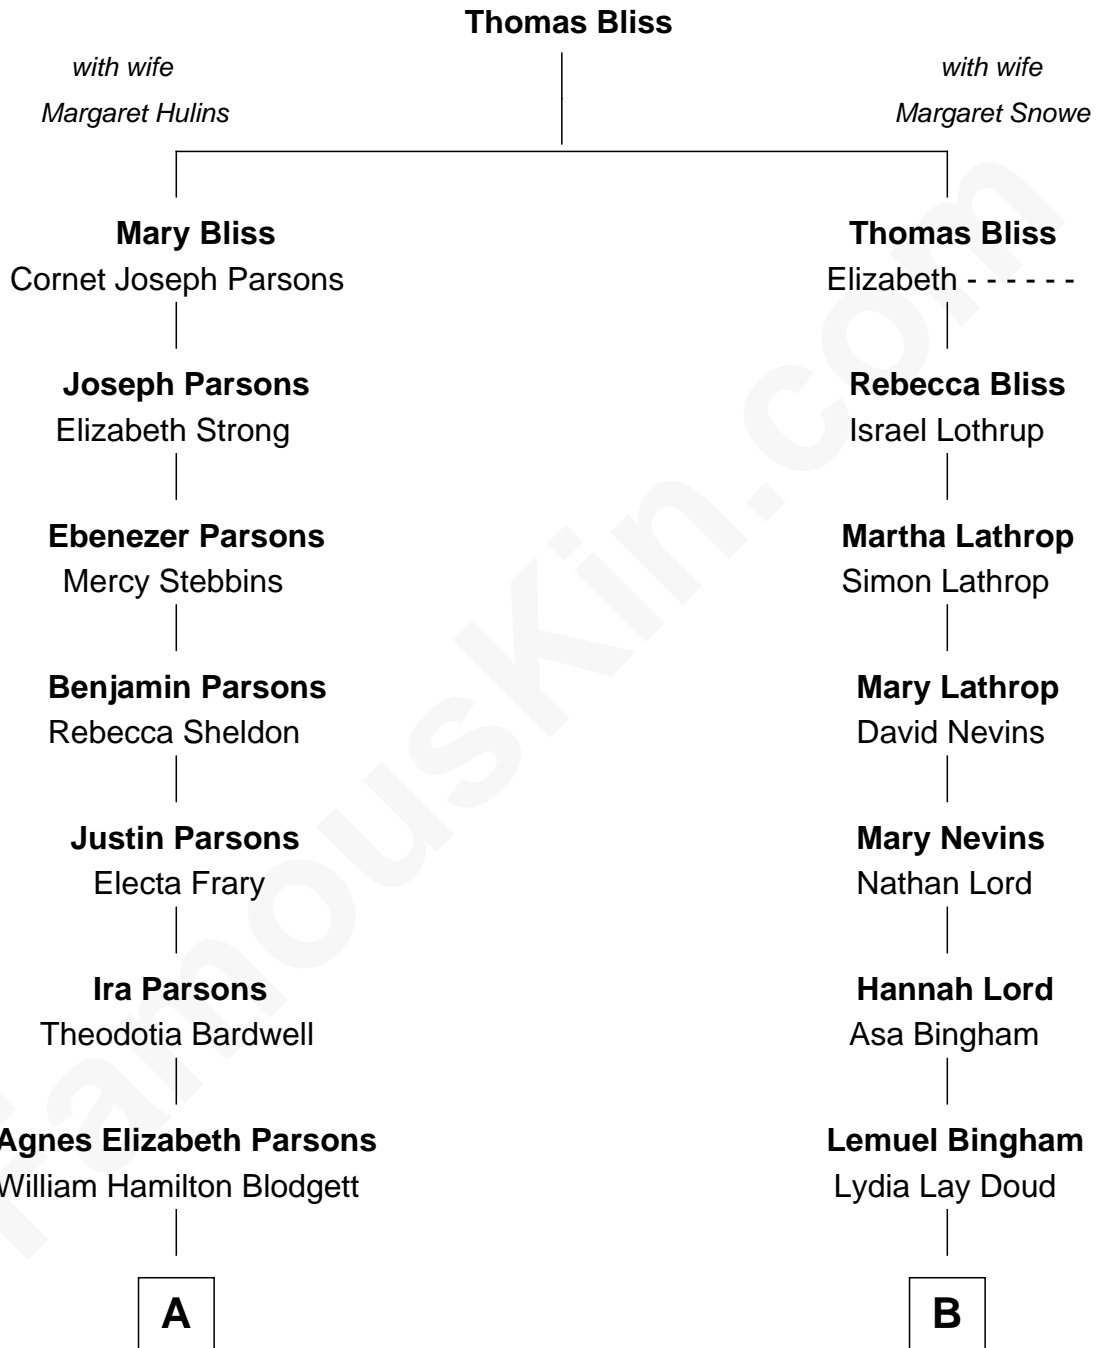 Thomas Bliss
with wife
Margaret Hulins
with wife
Margaret Snowe
Mary Bliss
Cornet Joseph Parsons
Thomas Bliss
Elizabeth - - - - - -
Joseph Parsons
Elizabeth Strong
Rebecca Bliss
Israel Lothrup
Ebenezer Parsons
Mercy Stebbins
Martha Lathrop
Simon Lathrop
Benjamin Parsons
Rebecca Sheldon
Mary Lathrop
David Nevins
Justin Parsons
Electa Frary
Mary Nevins
Nathan Lord
Ira Parsons
Theodotia Bardwell
Hannah Lord
Asa Bingham
Agnes Elizabeth Parsons
William Hamilton Blodgett
Lemuel Bingham
Lydia Lay Doud
A
B
FamousKin.com